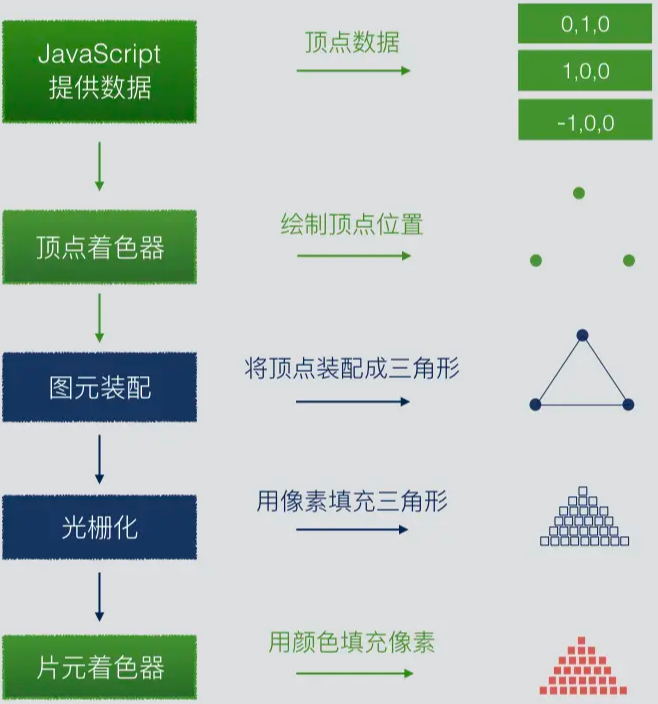 JavaScript
提供数据
顶点数据
0,1,0
1,0,0
-1,0,0
顶点着色器
绘制顶点位置
图元装配
将顶点装配成三角形
光栅化
用像素填充三角形
片元着色器
用颜色填充像素